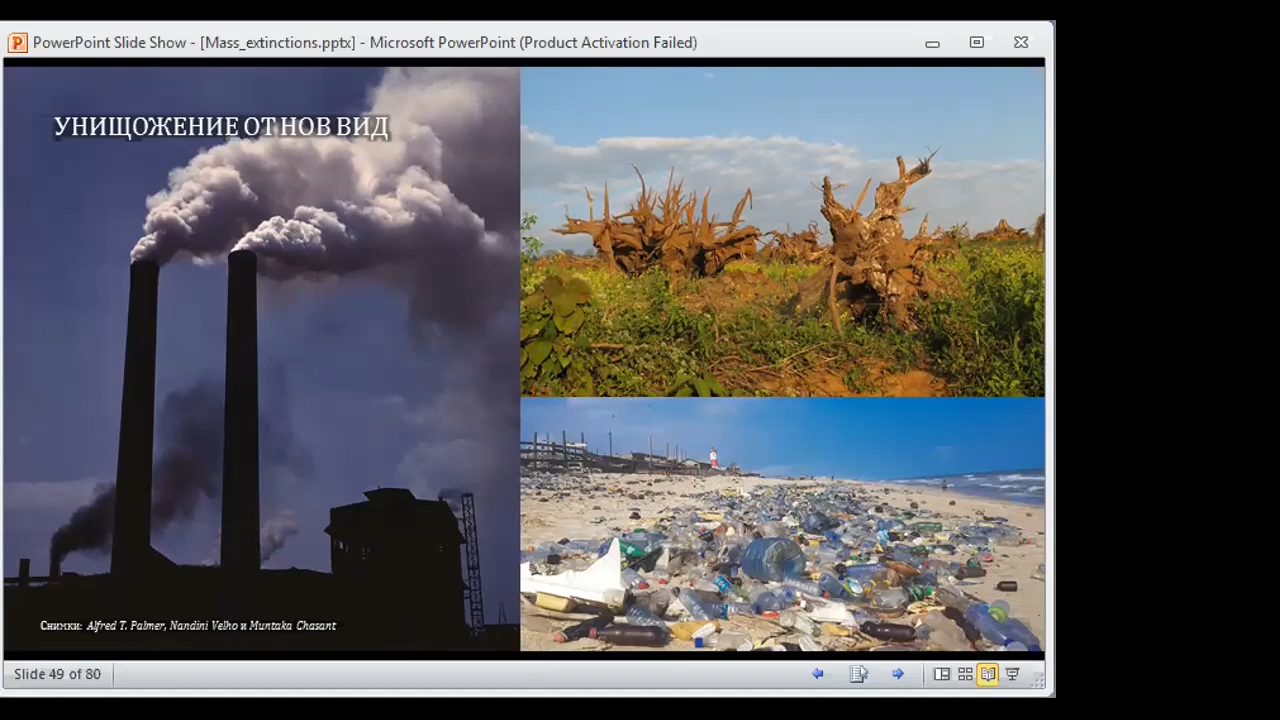 PowerPoint Slide Show - [Mass_extinctions.pptx] - Microsoft PowerPoint (Product Activation Failed)
УНИЩОЖЕНИЕ ОТ НОВ ВИД
Снимки: Alfred T. Palmer, Nandini Velho и Muntaka Chasant
Slide 49 of 80